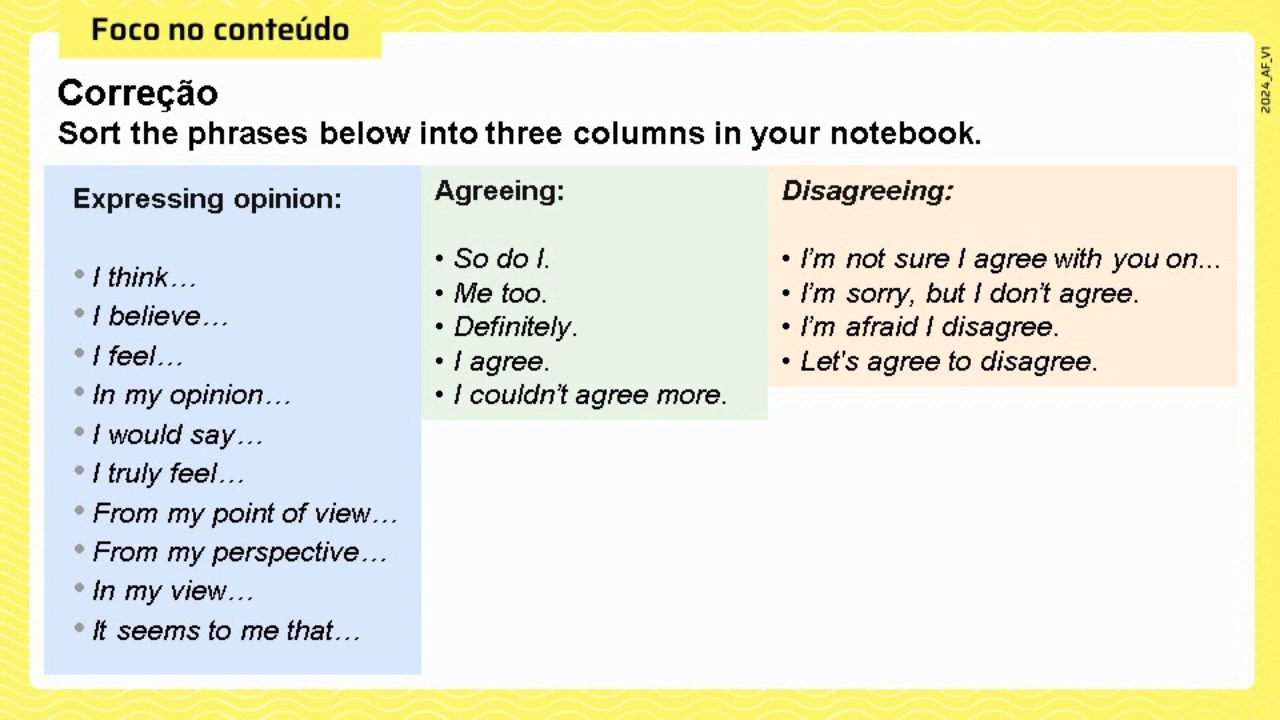 Foco no conteúdo
2024_AF_V1
Correção
Sort the phrases below into three columns in your notebook.
Expressing opinion:
• I think…
• I believe…
• I feel…
• In my opinion…
• I would say…
• I truly feel…
• From my point of view…
• From my perspective…
• In my view…
• It seems to me that…
Agreeing:
• So do I.
• Me too.
• Definitely.
• I agree.
• I couldn’t agree more.
Disagreeing:
• I’m not sure I agree with you on...
• I’m sorry, but I don’t agree.
• I’m afraid I disagree.
• Let's agree to disagree.